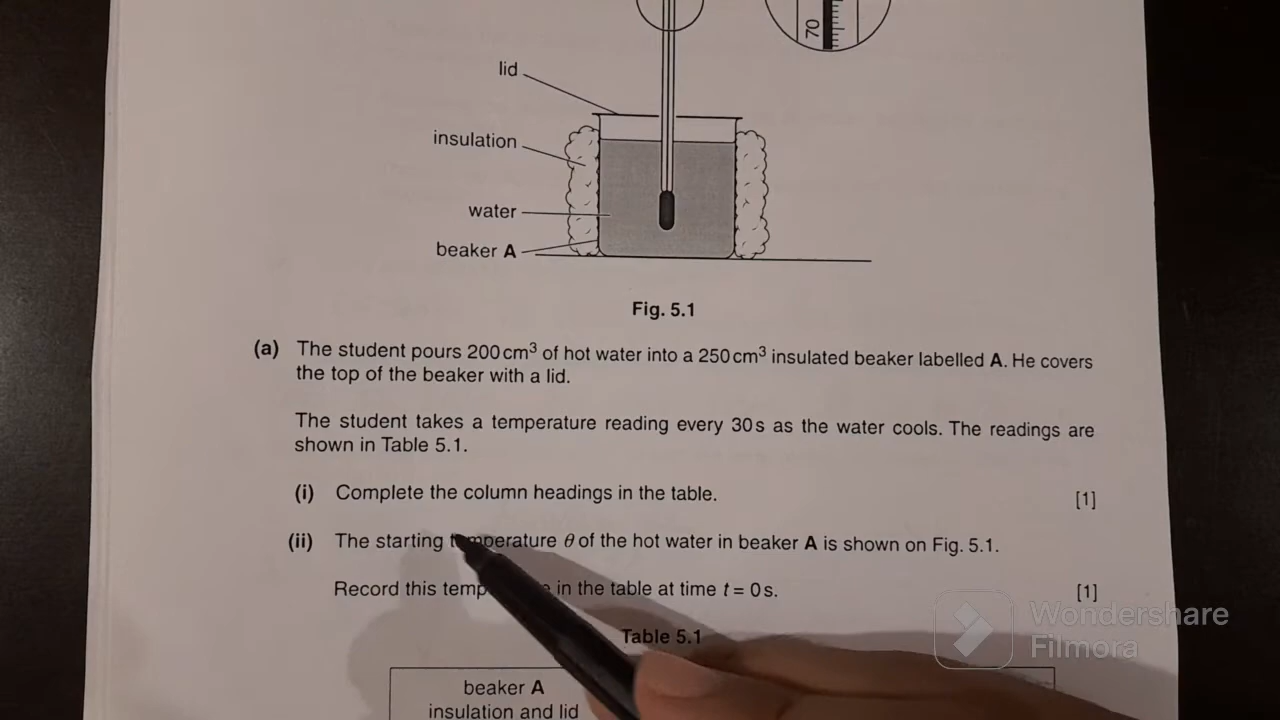 70
lid
insulation
water
beaker A
Fig. 5.1
(a) The student pours 200 cm³ of hot water into a 250 cm³ insulated beaker labelled A. He covers
the top of the beaker with a lid.
The student takes a temperature reading every 30 s as the water cools. The readings are
shown in Table 5.1.
(i) Complete the column headings in the table. [1]
(ii) The starting temperature θ of the hot water in beaker A is shown on Fig. 5.1.
Record this in the table at time t = 0 s. [1]
Wondershare
Filmora
Table 5.1
beaker A
insulation and lid